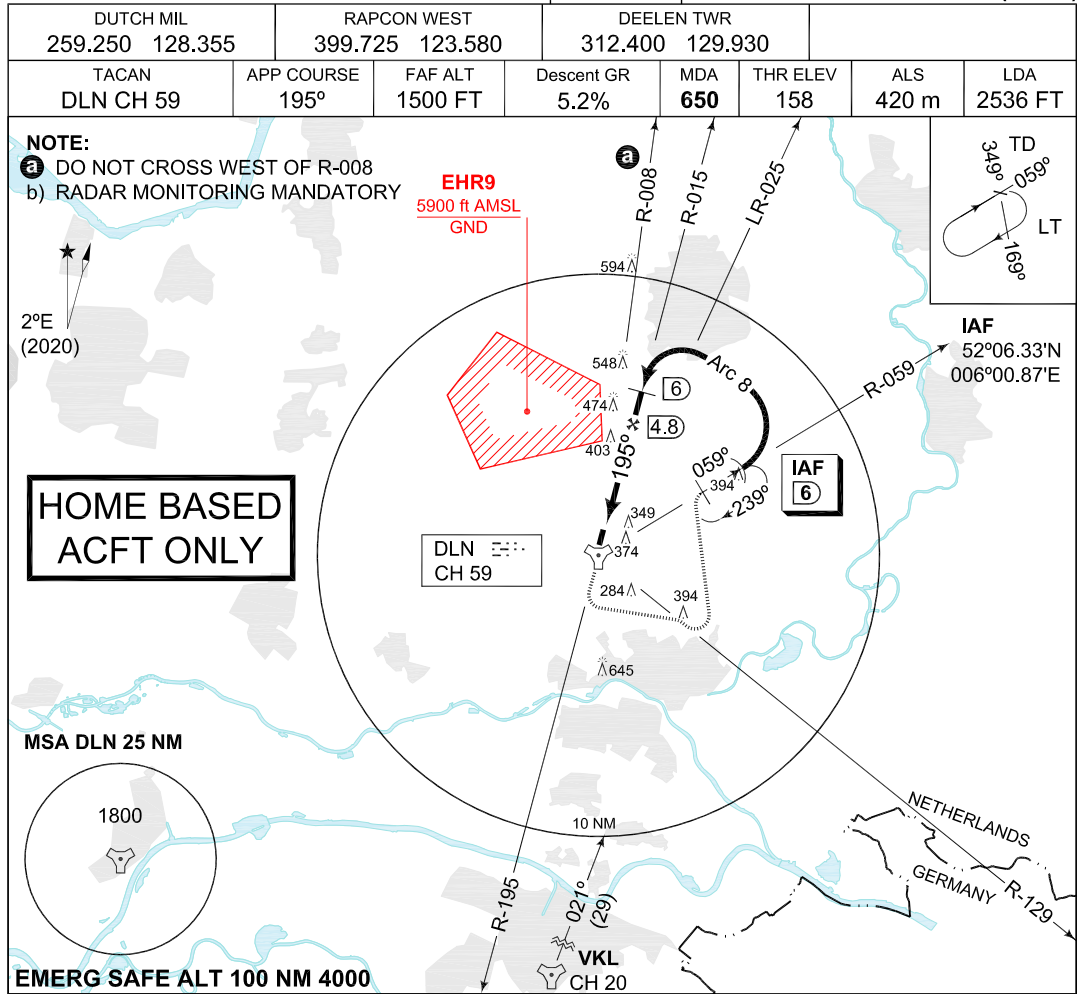 DUTCH MIL
259.250 128.355
RAPCON WEST
399.725 123.580
DEELEN TWR
312.400 129.930
TACAN
DLN CH 59
APP COURSE
195º
FAF ALT
1500 FT
Descent GR
5.2%
MDA
650
THR ELEV
158
ALS
420 m
LDA
2536 FT
NOTE:
a DO NOT CROSS WEST OF R-008
b) RADAR MONITORING MANDATORY
EHR9
5900 ft AMSL
GND
a
R-008
R-015
LR-025
TD
349º
059º
LT
169º
2ºE
(2020)
594
548
474
403
6
4.8
Arc 8
195º
IAF
52º06.33'N
006º00.87'E
R-059
059º
394
239º
IAF
6
HOME BASED
ACFT ONLY
DLN
CH 59
349
374
284
394
645
MSA DLN 25 NM
1800
10 NM
R-195
021º
(29)
VKL
CH 20
NETHERLANDS
GERMANY
R-129
EMERG SAFE ALT 100 NM 4000